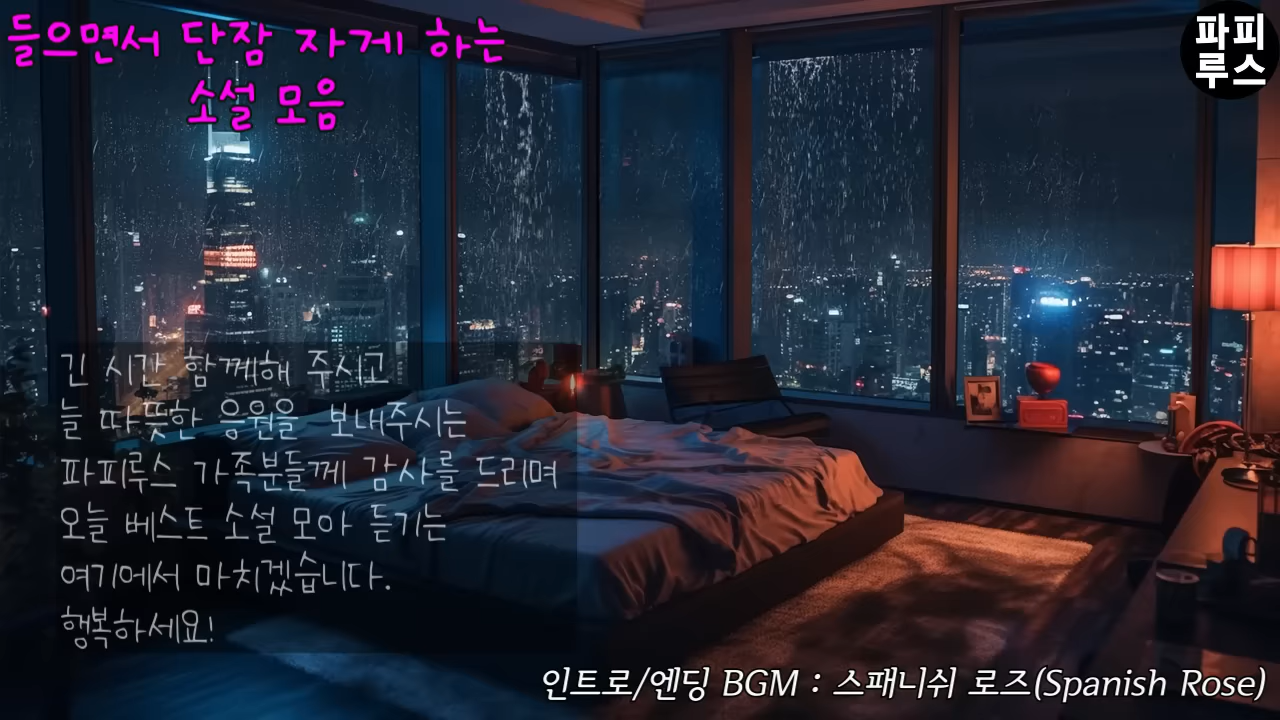 들으면서 단잠 자게 하는
소설 모음
파피
루스
긴 시간 함께해 주시고
늘 따뜻한 응원을 보내주시는
파피루스 가족분들께 감사를 드리며
오늘 베스트 소설 모아 듣기는
여기에서 마치겠습니다.
행복하세요!
인트로/엔딩 BGM : 스패니쉬 로즈(Spanish Rose)